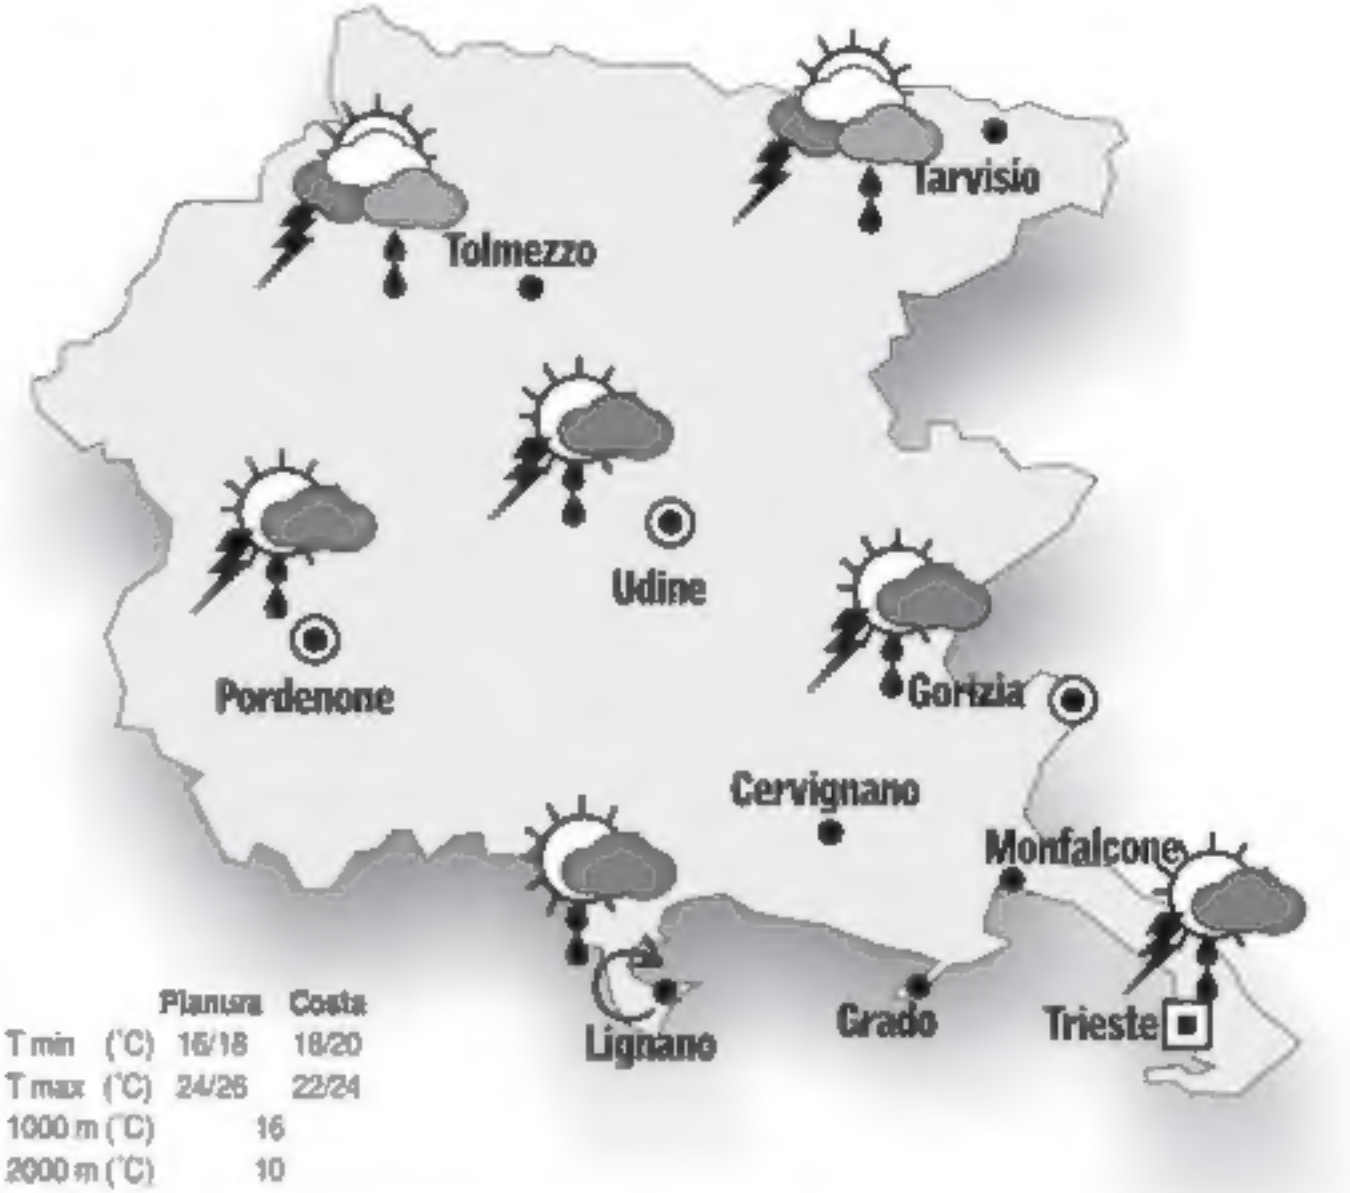 Tarvisio
Tolmezzo
Udine
Pordenone
Gorizia
Cervignano
Monfalcone
Grado
Trieste
Lignano
Pianura Costa
T min (°C) 16/18 18/20
T max (°C) 24/26 22/24
1000 m (°C) 16
2000 m (°C) 10